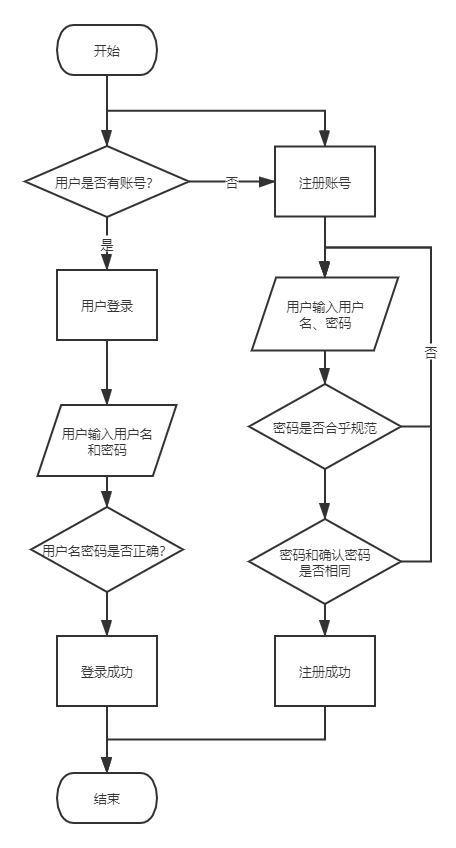 开始
用户是否有账号?
否
注册账号
是
用户登录
用户输入用户
名、密码
否
用户输入用户名
和密码
密码是否合乎规范
用户名密码是否正确?
密码和确认密码
是否相同
登录成功
注册成功
结束